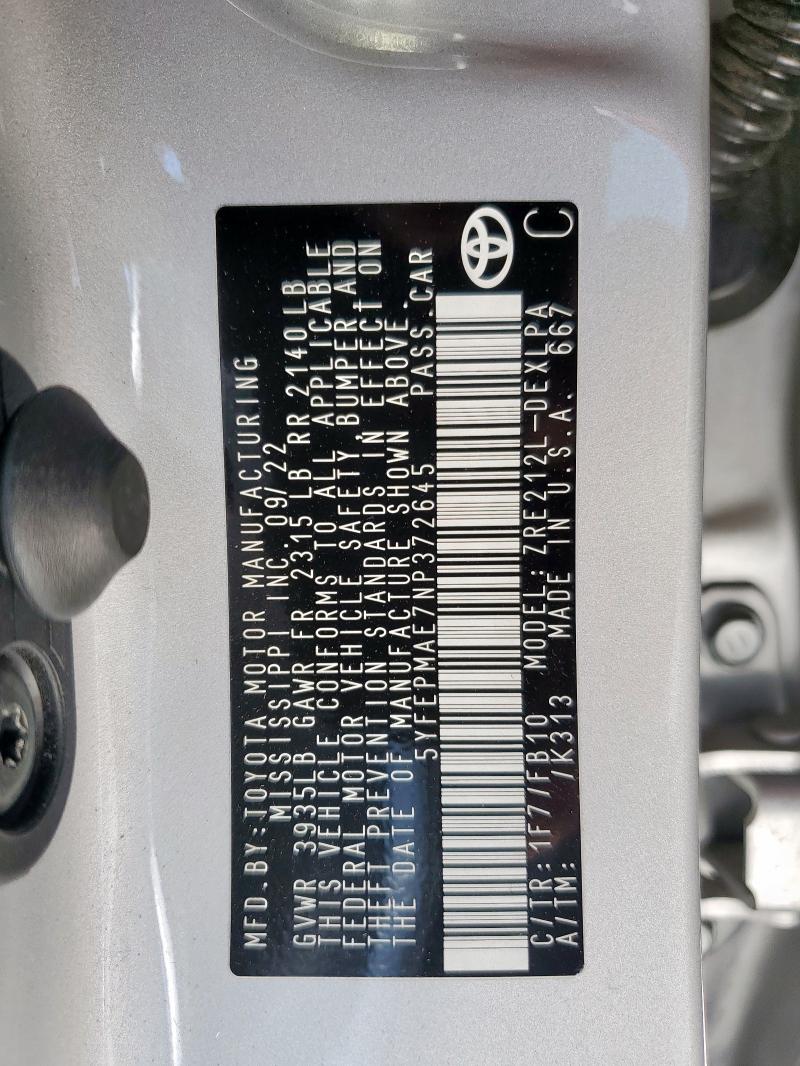 MFD.BY:TOYOTA MOTOR MANUFACTURING
MISSISSIPPI INC 09/22
GVWR 3935LB GAWR FR 2315 LB RR 2140LB
THIS VEHICLE CONFORMS TO ALL APPLICABLE
FEDERAL MOTOR VEHICLE SAFETY, BUMPER, AND
THEFT PREVENTION STANDARDS IN EFFECT ON
THE DATE OF MANUFACTURE SHOWN ABOVE.
5YFEPMAE7NP372645 PASS.CAR
C/TR: 1F7/FB10 MODEL: ZRE212L-DEXLPA
A/TM: /K313 MADE IN U.S.A. 667
C